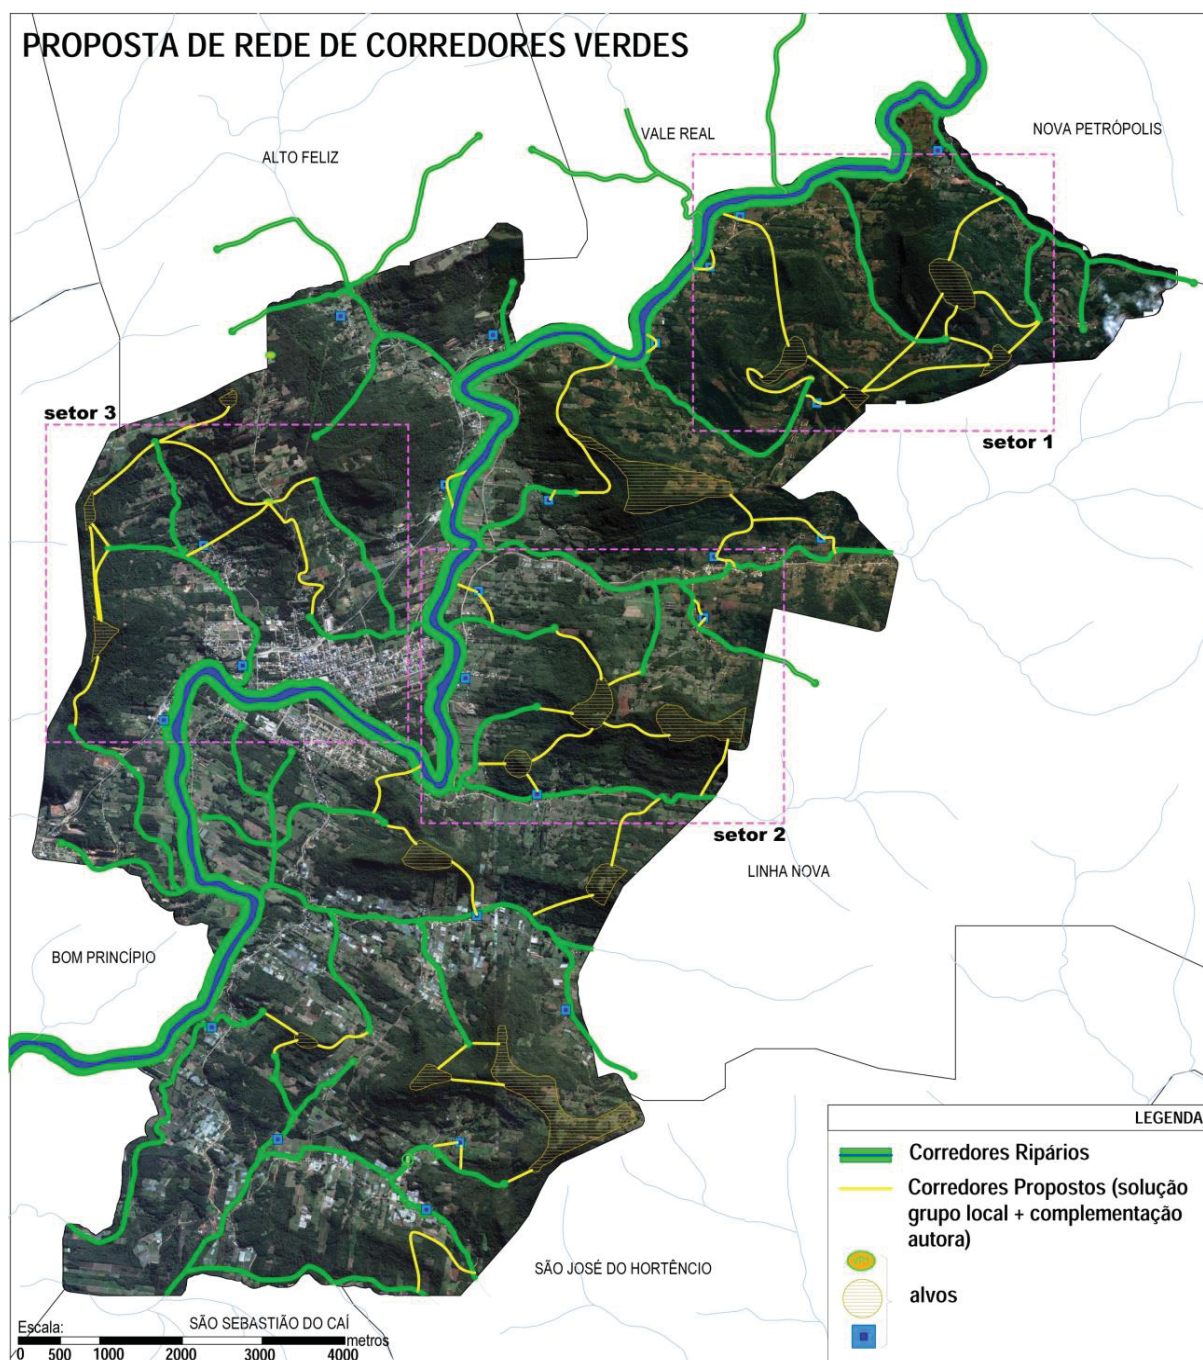 PROPOSTA DE REDE DE CORREDORES VERDES
VALE REAL
NOVA PETRÓPOLIS
ALTO FELIZ
setor 3
setor 1
setor 2
LINHA NOVA
BOM PRINCÍPIO
LEGENDA
Corredores Ripários
Corredores Propostos (solução
grupo local + complementação
autora)
alvos
SÃO JOSÉ DO HORTÊNCIO
SÃO SEBASTIÃO DO CAÍ
Escala:
metros
0 500 1000 2000 3000 4000